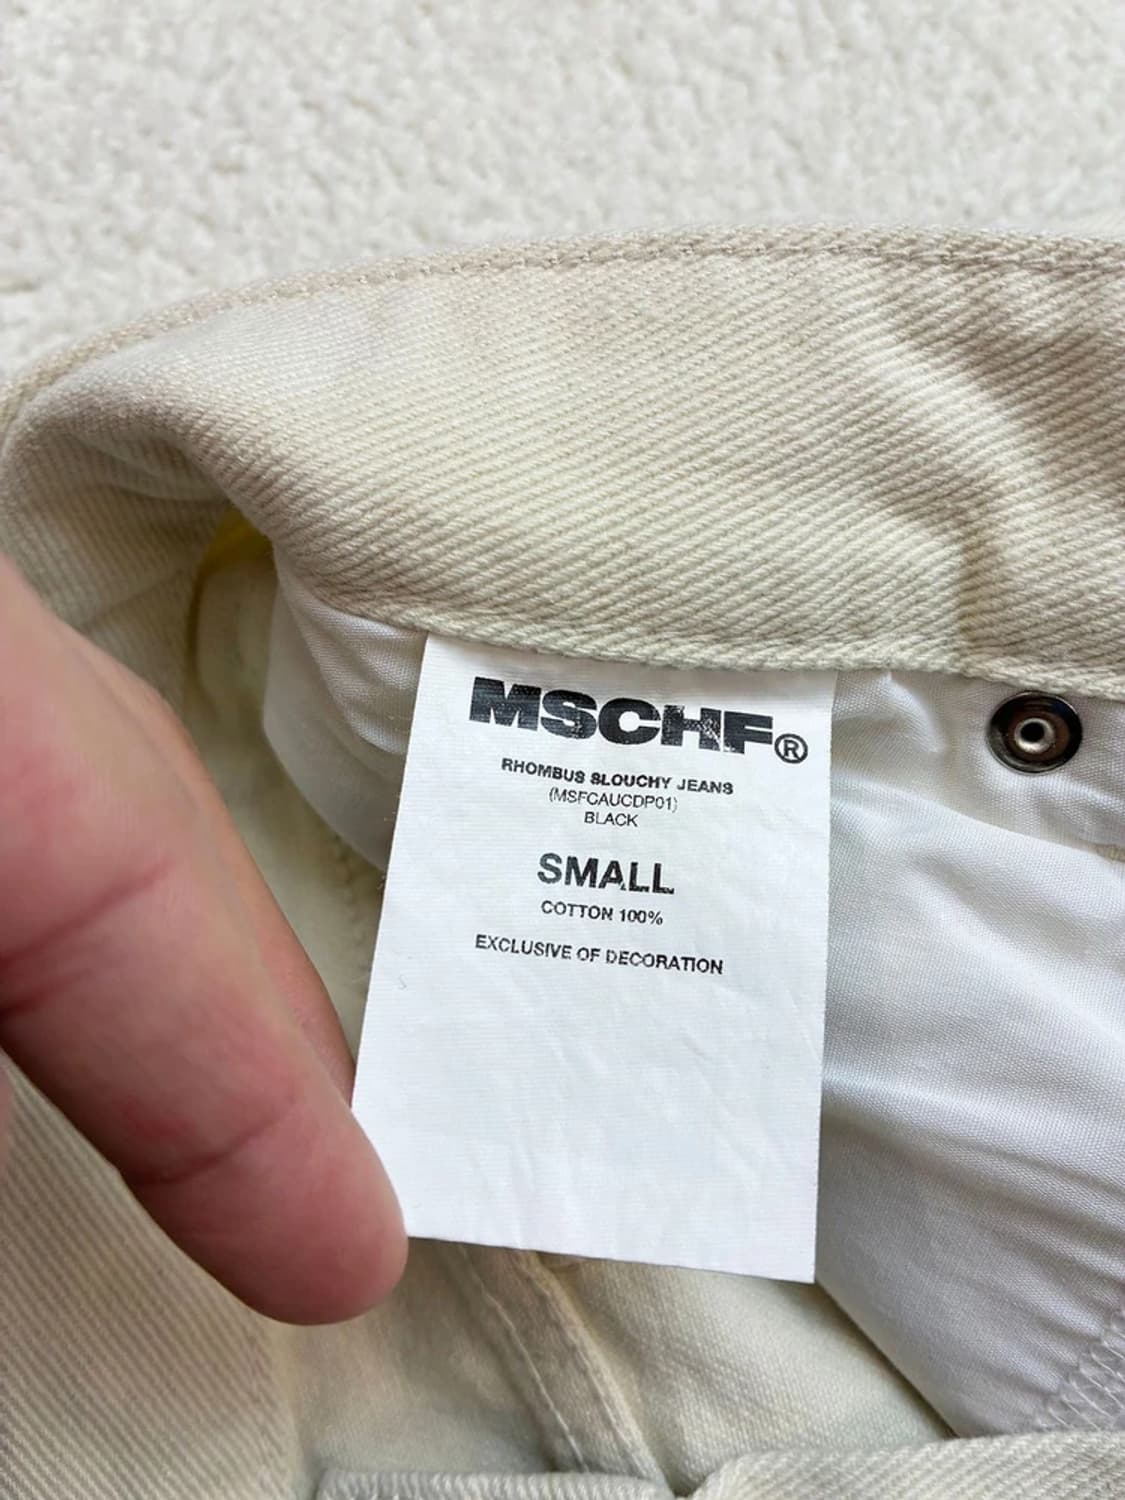 MSCHF®
RHOMBUS SLOUCHY JEANS
(MSFCAUCDP01)
BLACK
SMALL
COTTON 100%
EXCLUSIVE OF DECORATION